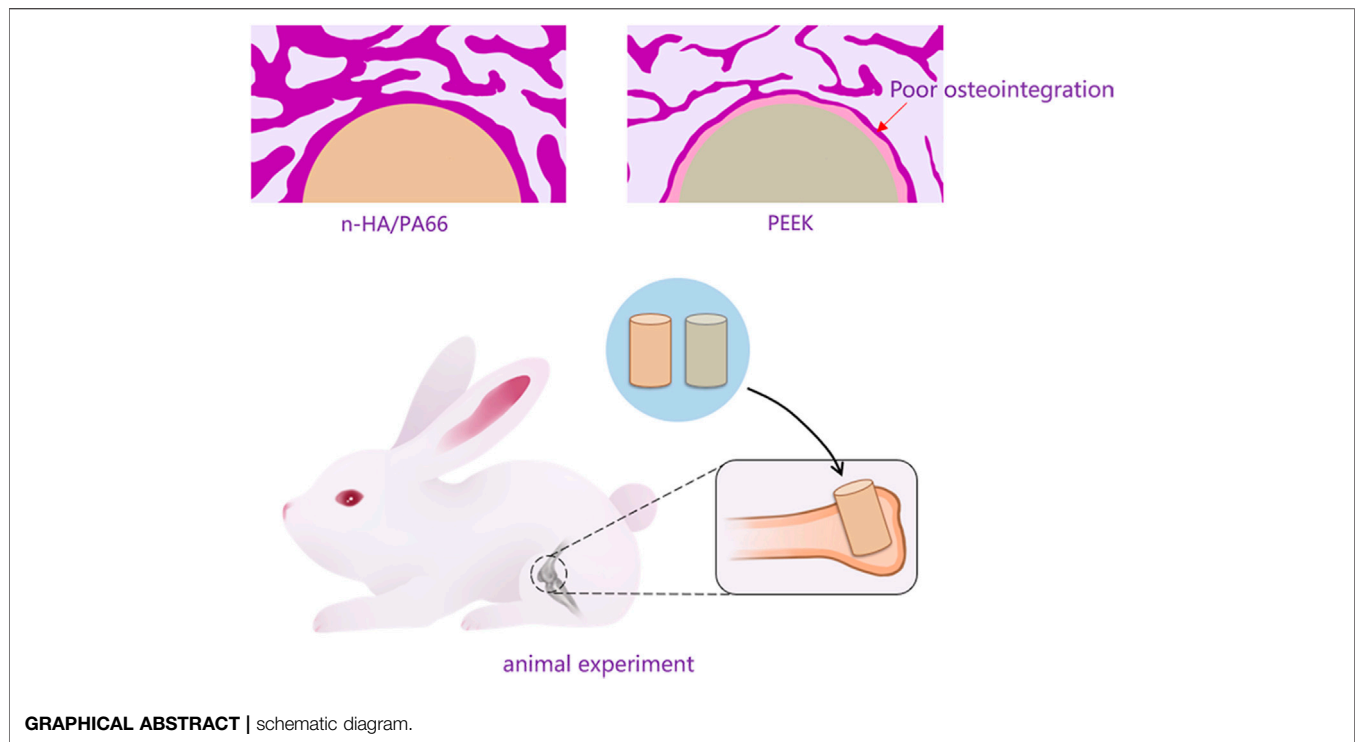 Poor osteointegration
n-HA/PA66
PEEK
animal experiment
GRAPHICAL ABSTRACT | schematic diagram.